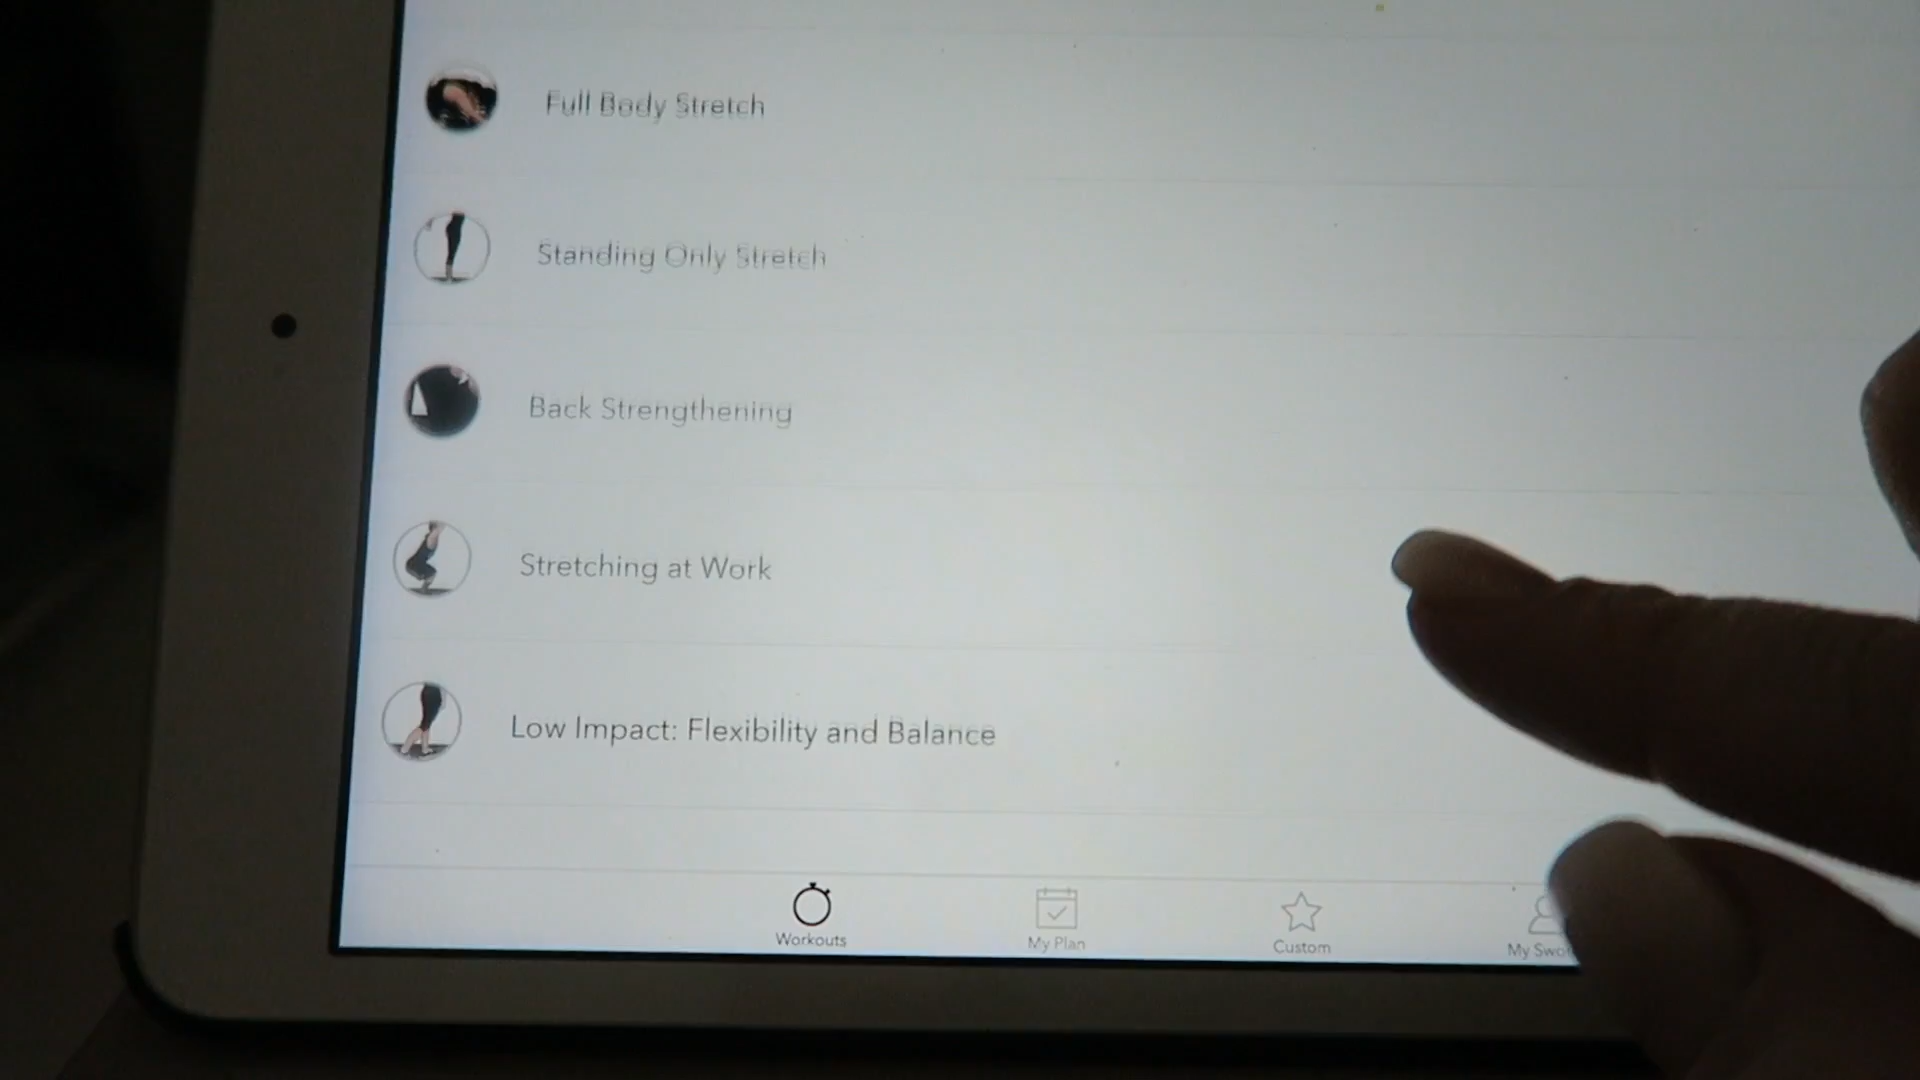 Full Body Stretch
Standing Only Stretch
Back Strengthening
Stretching at Work
Low Impact: Flexibility and Balance
Workouts
My Plan
Custom
My